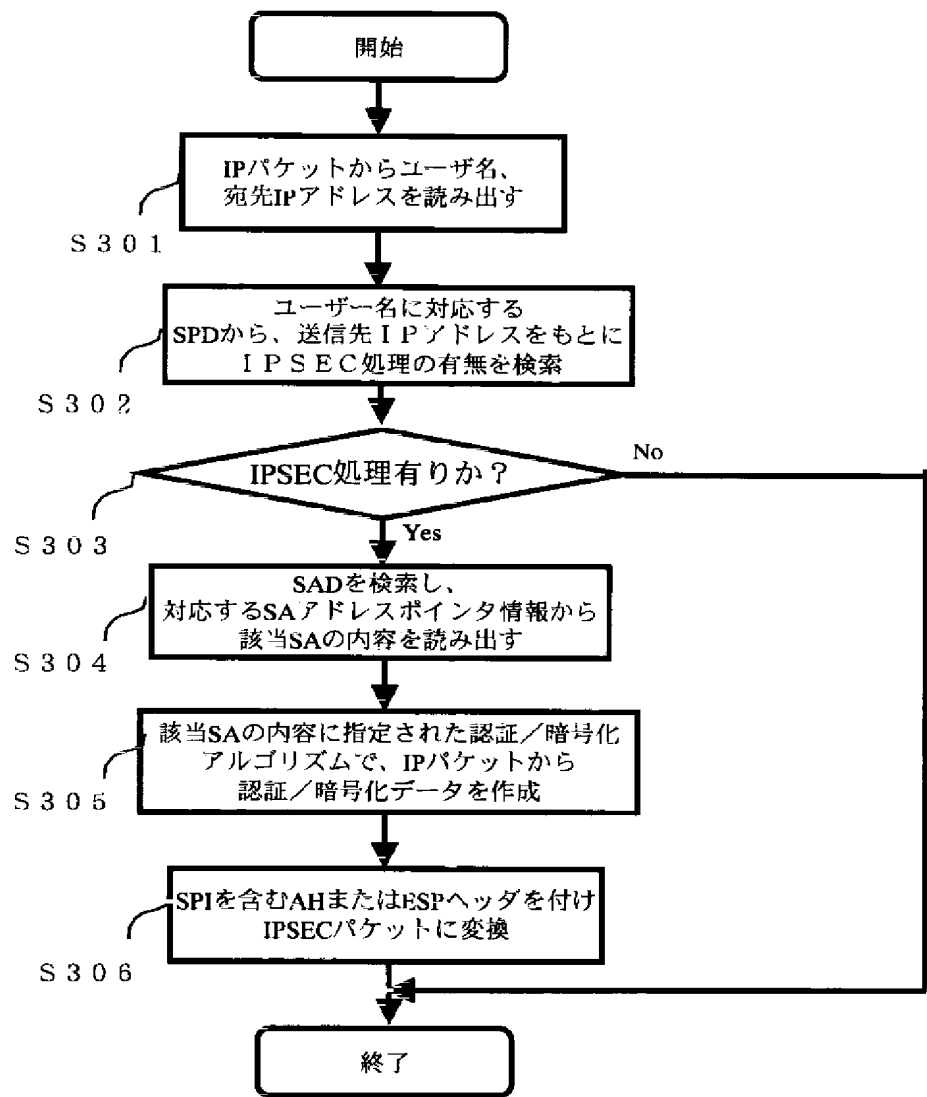 開始
IPパケットからユーザ名、
宛先IPアドレスを読み出す
Ｓ３０１
ユーザー名に対応する
SPDから、送信先ＩＰアドレスをもとに
ＩＰＳＥＣ処理の有無を検索
Ｓ３０２
IPSEC処理有りか？
No
Ｓ３０３
Yes
SADを検索し、
対応するSAアドレスポインタ情報から
該当SAの内容を読み出す
Ｓ３０４
該当SAの内容に指定された認証／暗号化
アルゴリズムで、IPパケットから
認証／暗号化データを作成
Ｓ３０５
SPIを含むAHまたはESPヘッダを付け
IPSECパケットに変換
Ｓ３０６
終了